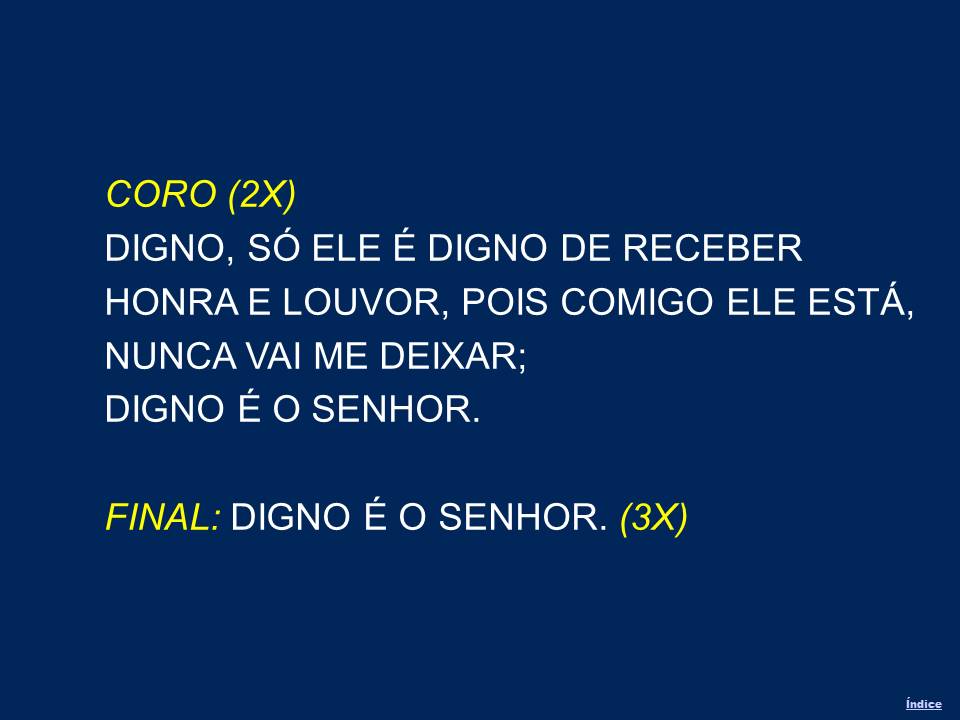 CORO (2X)
DIGNO, SÓ ELE É DIGNO DE RECEBER
HONRA E LOUVOR, POIS COMIGO ELE ESTÁ,
NUNCA VAI ME DEIXAR;
DIGNO É O SENHOR.
FINAL: DIGNO É O SENHOR. (3X)
Índice